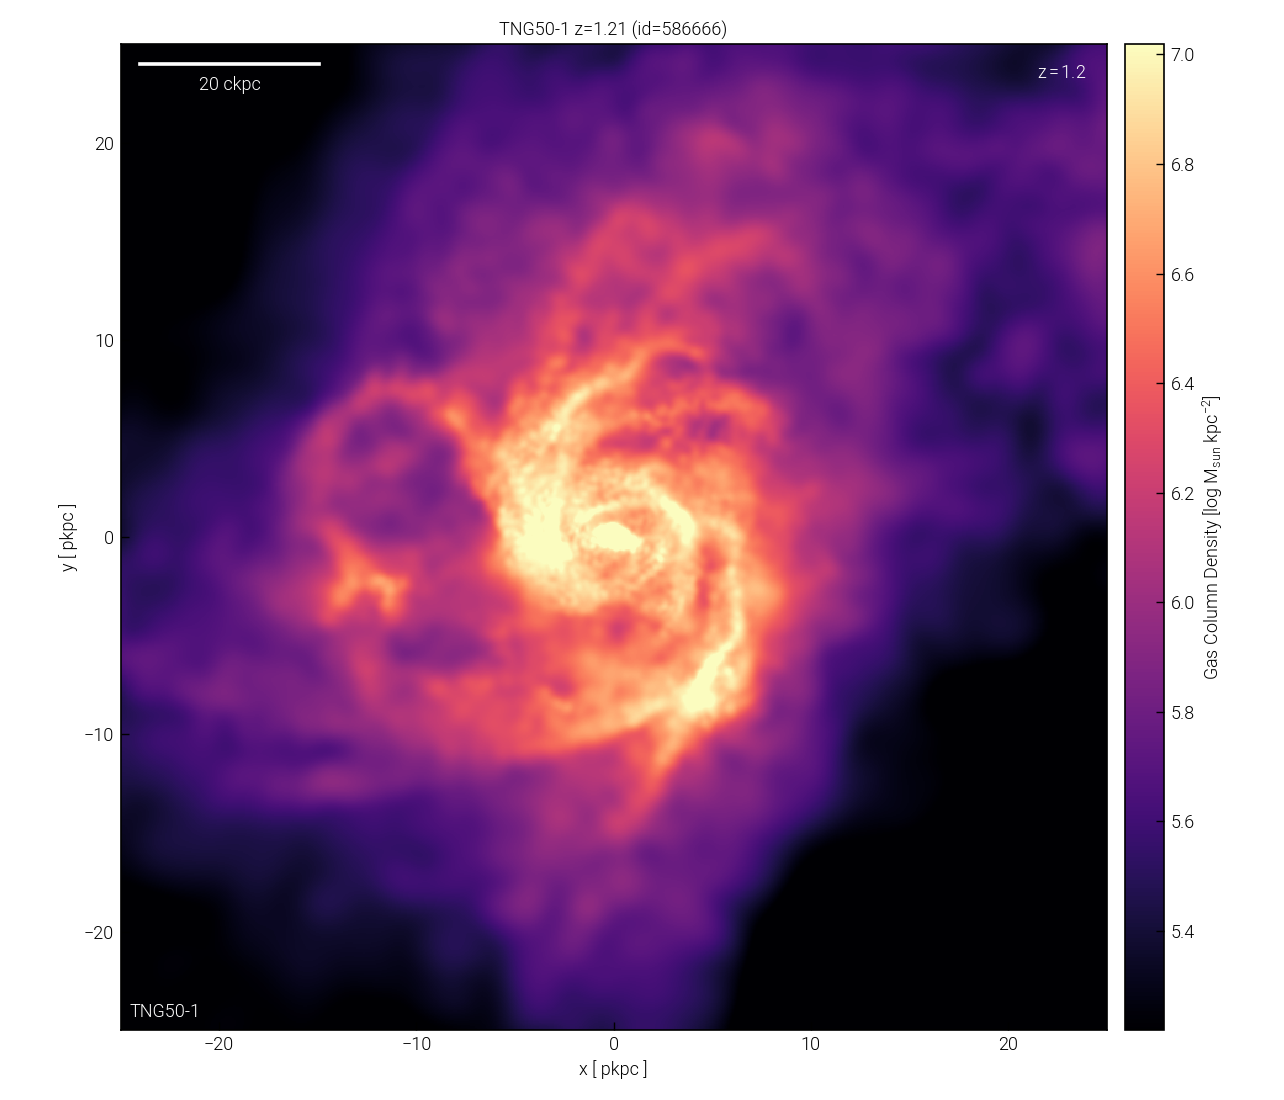 TNG50-1 z=1.21 (id=586666)
20 ckpc
z = 1.2
TNG50-1
20
10
0
−10
−20
y [ pkpc ]
−20
−10
0
10
20
x [ pkpc ]
7.0
6.8
6.6
6.4
6.2
6.0
5.8
5.6
5.4
Gas Column Density [log M_sun kpc⁻²]